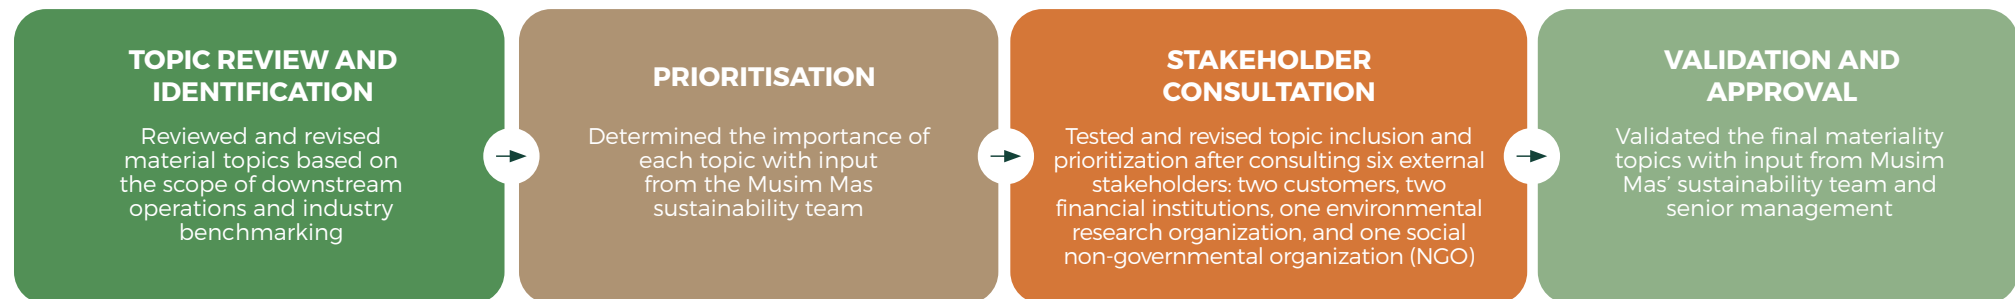 TOPIC REVIEW AND
IDENTIFICATION
Reviewed and revised
material topics based on
the scope of downstream
operations and industry
benchmarking
PRIORITISATION
Determined the importance of
each topic with input
from the Musim Mas
sustainability team
STAKEHOLDER
CONSULTATION
Tested and revised topic inclusion and
prioritization after consulting six external
stakeholders: two customers, two
financial institutions, one environmental
research organization, and one social
non-governmental organization (NGO)
VALIDATION AND
APPROVAL
Validated the final materiality
topics with input from Musim
Mas’ sustainability team and
senior management